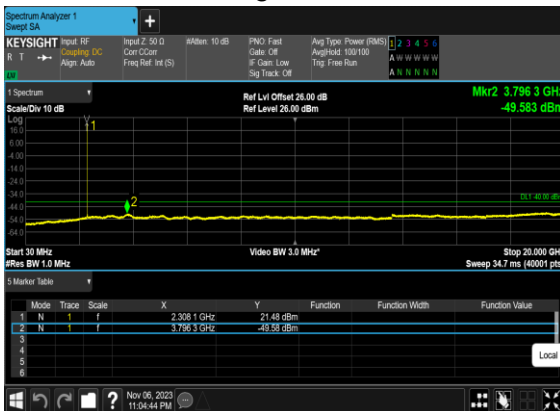 Spectrum Analyzer 1
Swept SA
KEYSIGHT Input: RF Input Z: 50 Ω #Atten: 10 dB PNO: Fast Avg Type: Power (RMS) 1 2 3 4 5 6
R T Coupling: DC Corr CCorr Gate: Off Avg|Hold: 100/100 A W W W W W
Align: Auto Freq Ref: Int (S) IF Gain: Low Trig: Free Run
Sig Track: Off A N N N N N
LV
1 Spectrum Ref Lvl Offset 26.00 dB Mkr2 3.796 3 GHz
Scale/Div 10 dB Ref Level 26.00 dBm -49.583 dBm
Log
16.0
6.00
-4.00
-14.0
-24.0
-34.0
-44.0
-54.0
-64.0
1
2
DL1 -40.00 dBm
Start 30 MHz Video BW 3.0 MHz* Stop 20.000 GHz
#Res BW 1.0 MHz Sweep 34.7 ms (40001 pts)
5 Marker Table
Mode Trace Scale X Y Function Function Width Function Value
1 N 1 f 2.308 1 GHz 21.48 dBm
2 N 1 f 3.796 3 GHz -49.58 dBm
3
4
5
6
Local
? Nov 06, 2023
11:04:44 PM